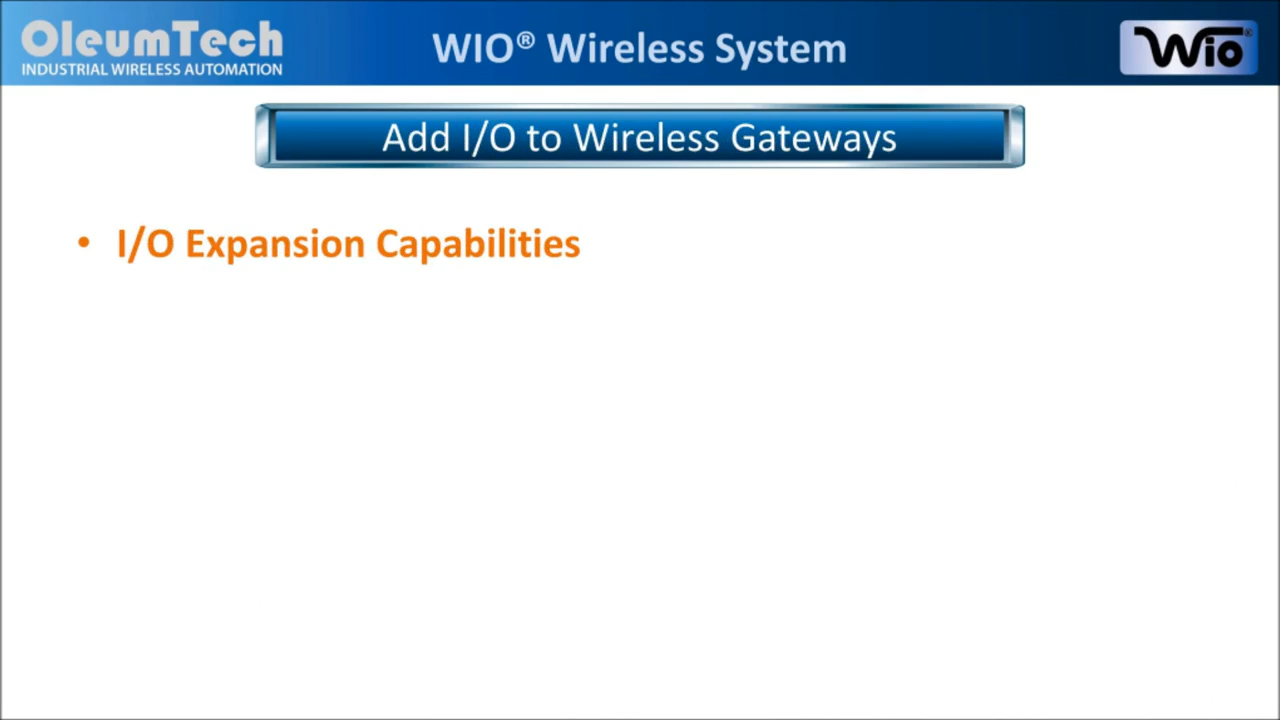 OleumTech
INDUSTRIAL WIRELESS AUTOMATION
WIO® Wireless System
Wio®
Add I/O to Wireless Gateways
• I/O Expansion Capabilities